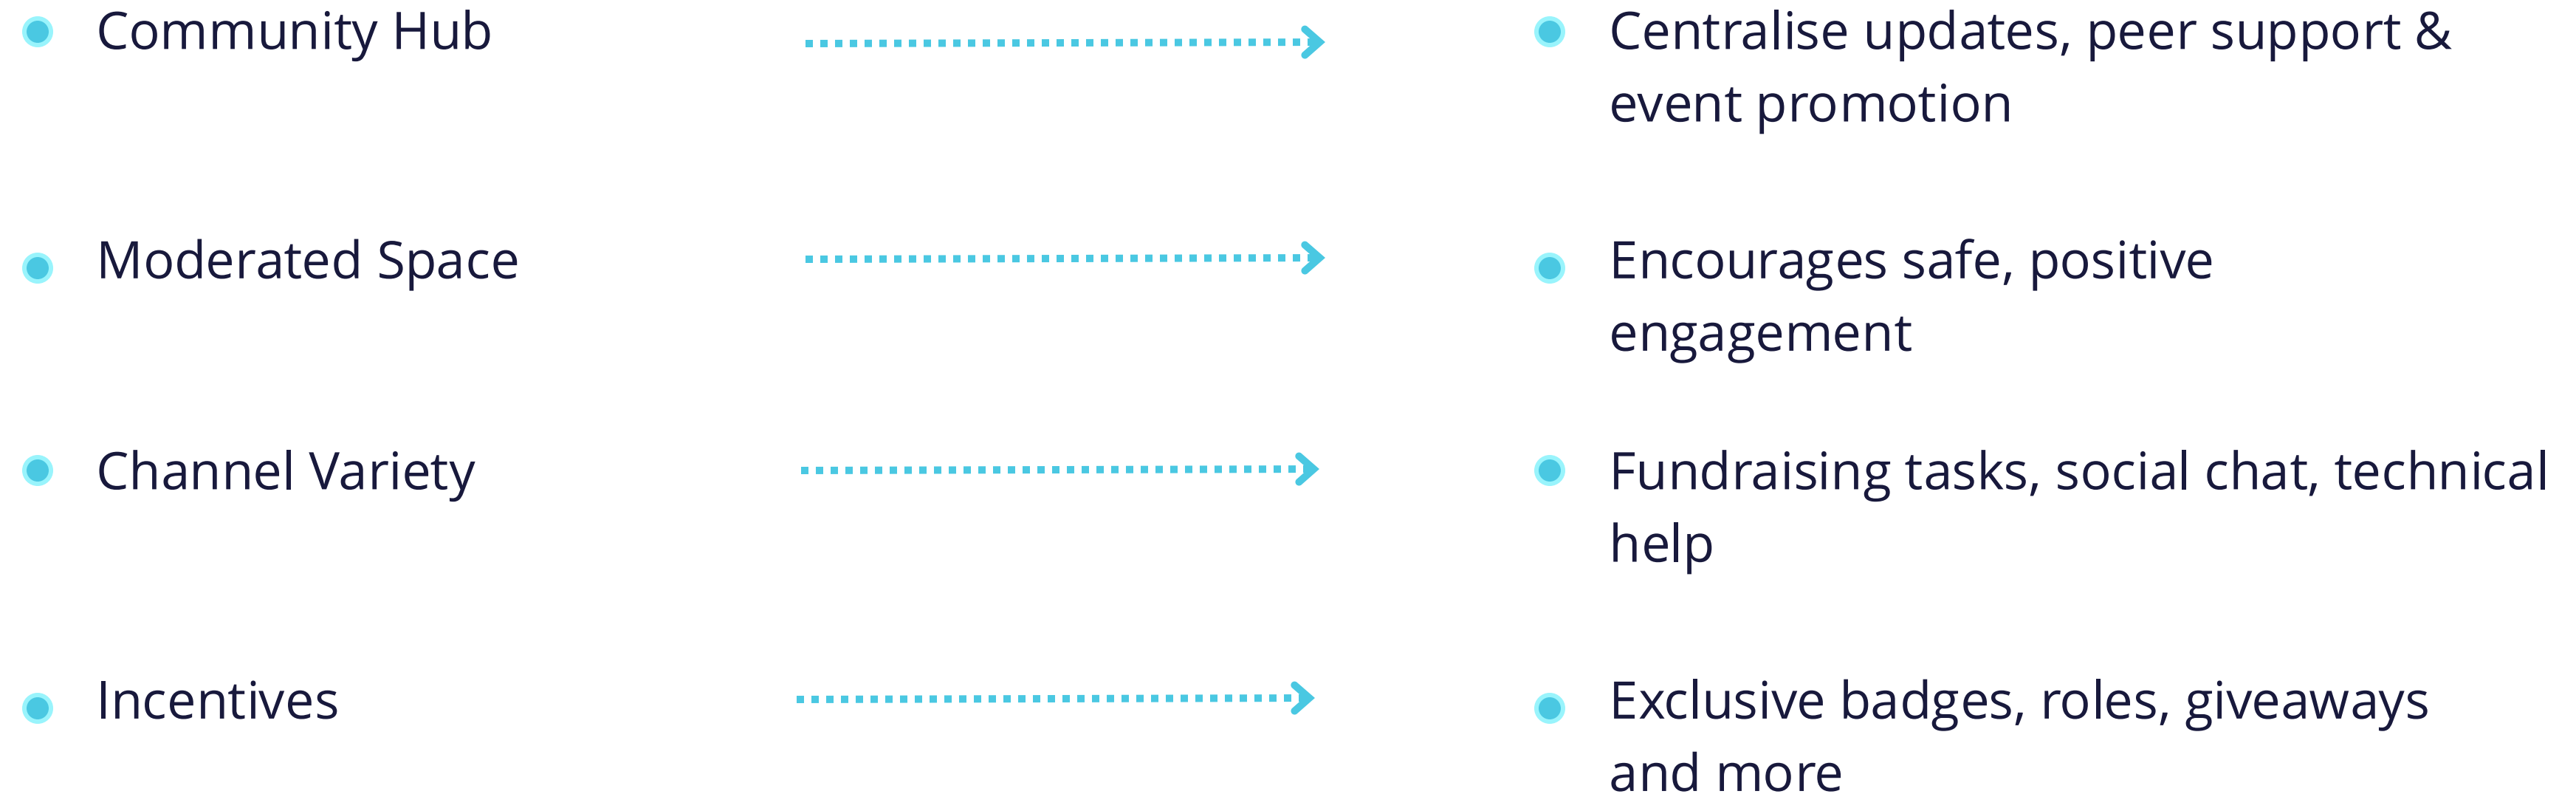 Community Hub
Centralise updates, peer support &
event promotion
Moderated Space
Encourages safe, positive
engagement
Channel Variety
Fundraising tasks, social chat, technical
help
Incentives
Exclusive badges, roles, giveaways
and more